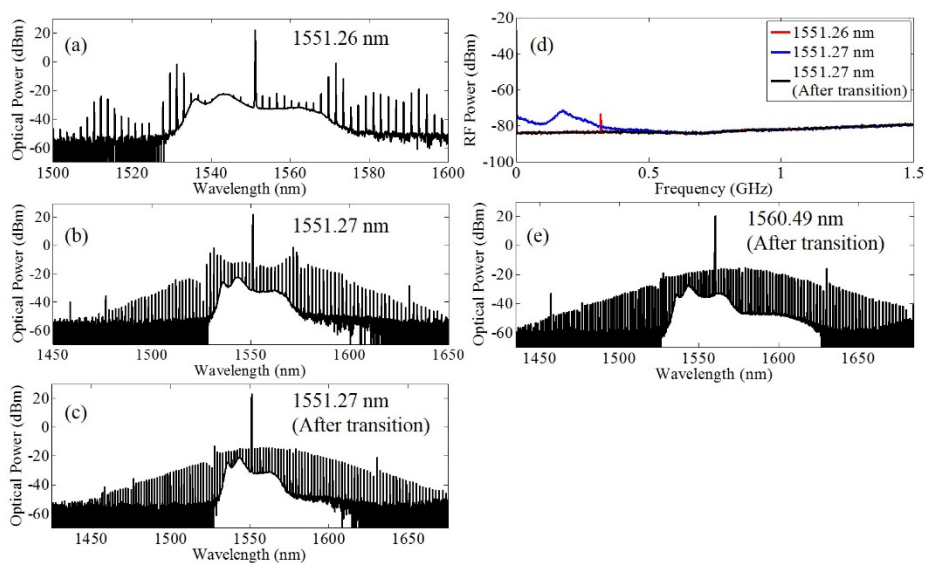 (a)
1551.26 nm
Optical Power (dBm)
20
0
-20
-40
-60
1500
1520
1540
1560
1580
1600
Wavelength (nm)
(d)
1551.26 nm
1551.27 nm
1551.27 nm
(After transition)
RF Power (dBm)
-20
-40
-60
-80
-100
0
0.5
1
1.5
Frequency (GHz)
(b)
1551.27 nm
Optical Power (dBm)
20
0
-20
-40
-60
1450
1500
1550
1600
1650
Wavelength (nm)
(e)
1560.49 nm
(After transition)
Optical Power (dBm)
20
0
-20
-40
-60
1450
1500
1550
1600
1650
Wavelength (nm)
(c)
1551.27 nm
(After transition)
Optical Power (dBm)
20
0
-20
-40
-60
1450
1500
1550
1600
1650
Wavelength (nm)